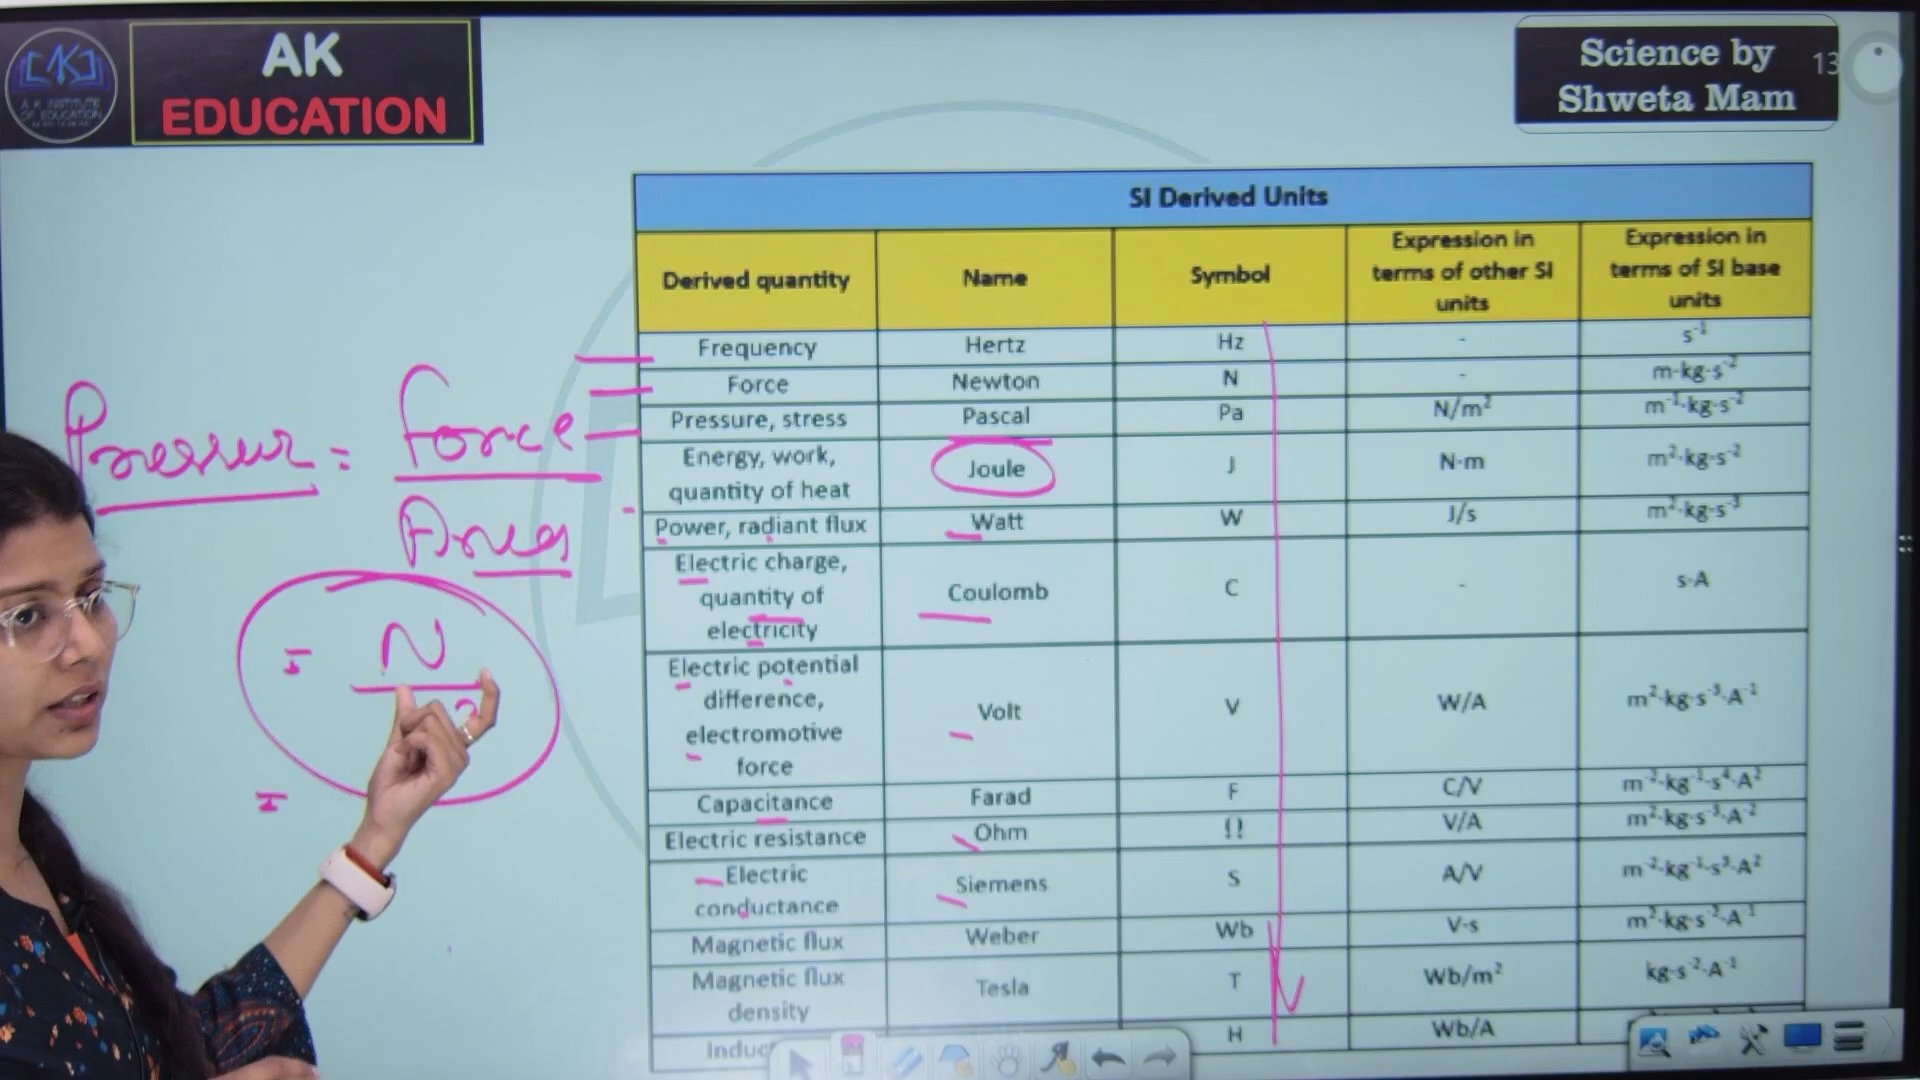 AK
EDUCATION
A K INSTITUTE
OF EDUCATION
Science by
Shweta Mam
13
SI Derived Units
Derived quantity | Name | Symbol | Expression in terms of other SI units | Expression in terms of SI base units
Frequency | Hertz | Hz | - | s⁻¹
Force | Newton | N | - | m·kg·s⁻²
Pressure, stress | Pascal | Pa | N/m² | m⁻¹·kg·s⁻²
Energy, work, quantity of heat | Joule | J | N·m | m²·kg·s⁻²
Power, radiant flux | Watt | W | J/s | m²·kg·s⁻³
Electric charge, quantity of electricity | Coulomb | C | - | s·A
Electric potential difference, electromotive force | Volt | V | W/A | m²·kg·s⁻³·A⁻¹
Capacitance | Farad | F | C/V | m⁻²·kg⁻¹·s⁴·A²
Electric resistance | Ohm | Ω | V/A | m²·kg·s⁻³·A⁻²
Electric conductance | Siemens | S | A/V | m⁻²·kg⁻¹·s³·A²
Magnetic flux | Weber | Wb | V·s | m²·kg·s⁻²·A⁻¹
Magnetic flux density | Tesla | T | Wb/m² | kg·s⁻²·A⁻¹
Induc | H | Wb/A
Pressur = force
Area
= N
2
=